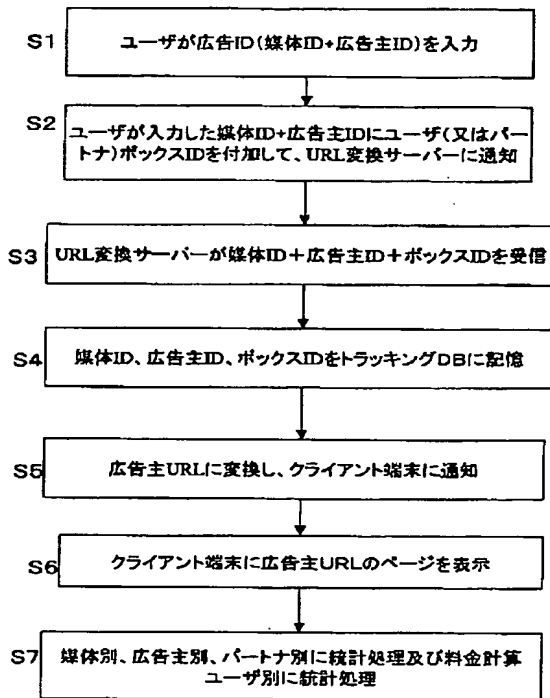 S1
ユーザが広告ID(媒体ID+広告主ID)を入力
S2
ユーザが入力した媒体ID+広告主IDにユーザ(又はパー
トナ)ボックスIDを付加して、URL変換サーバーに通知
S3
URL変換サーバーが媒体ID+広告主ID+ボックスIDを受信
S4
媒体ID、広告主ID、ボックスIDをトラッキングDBに記憶
S5
広告主URLに変換し、クライアント端末に通知
S6
クライアント端末に広告主URLのページを表示
S7
媒体別、広告主別、パートナ別に統計処理及び料金計算
ユーザ別に統計処理